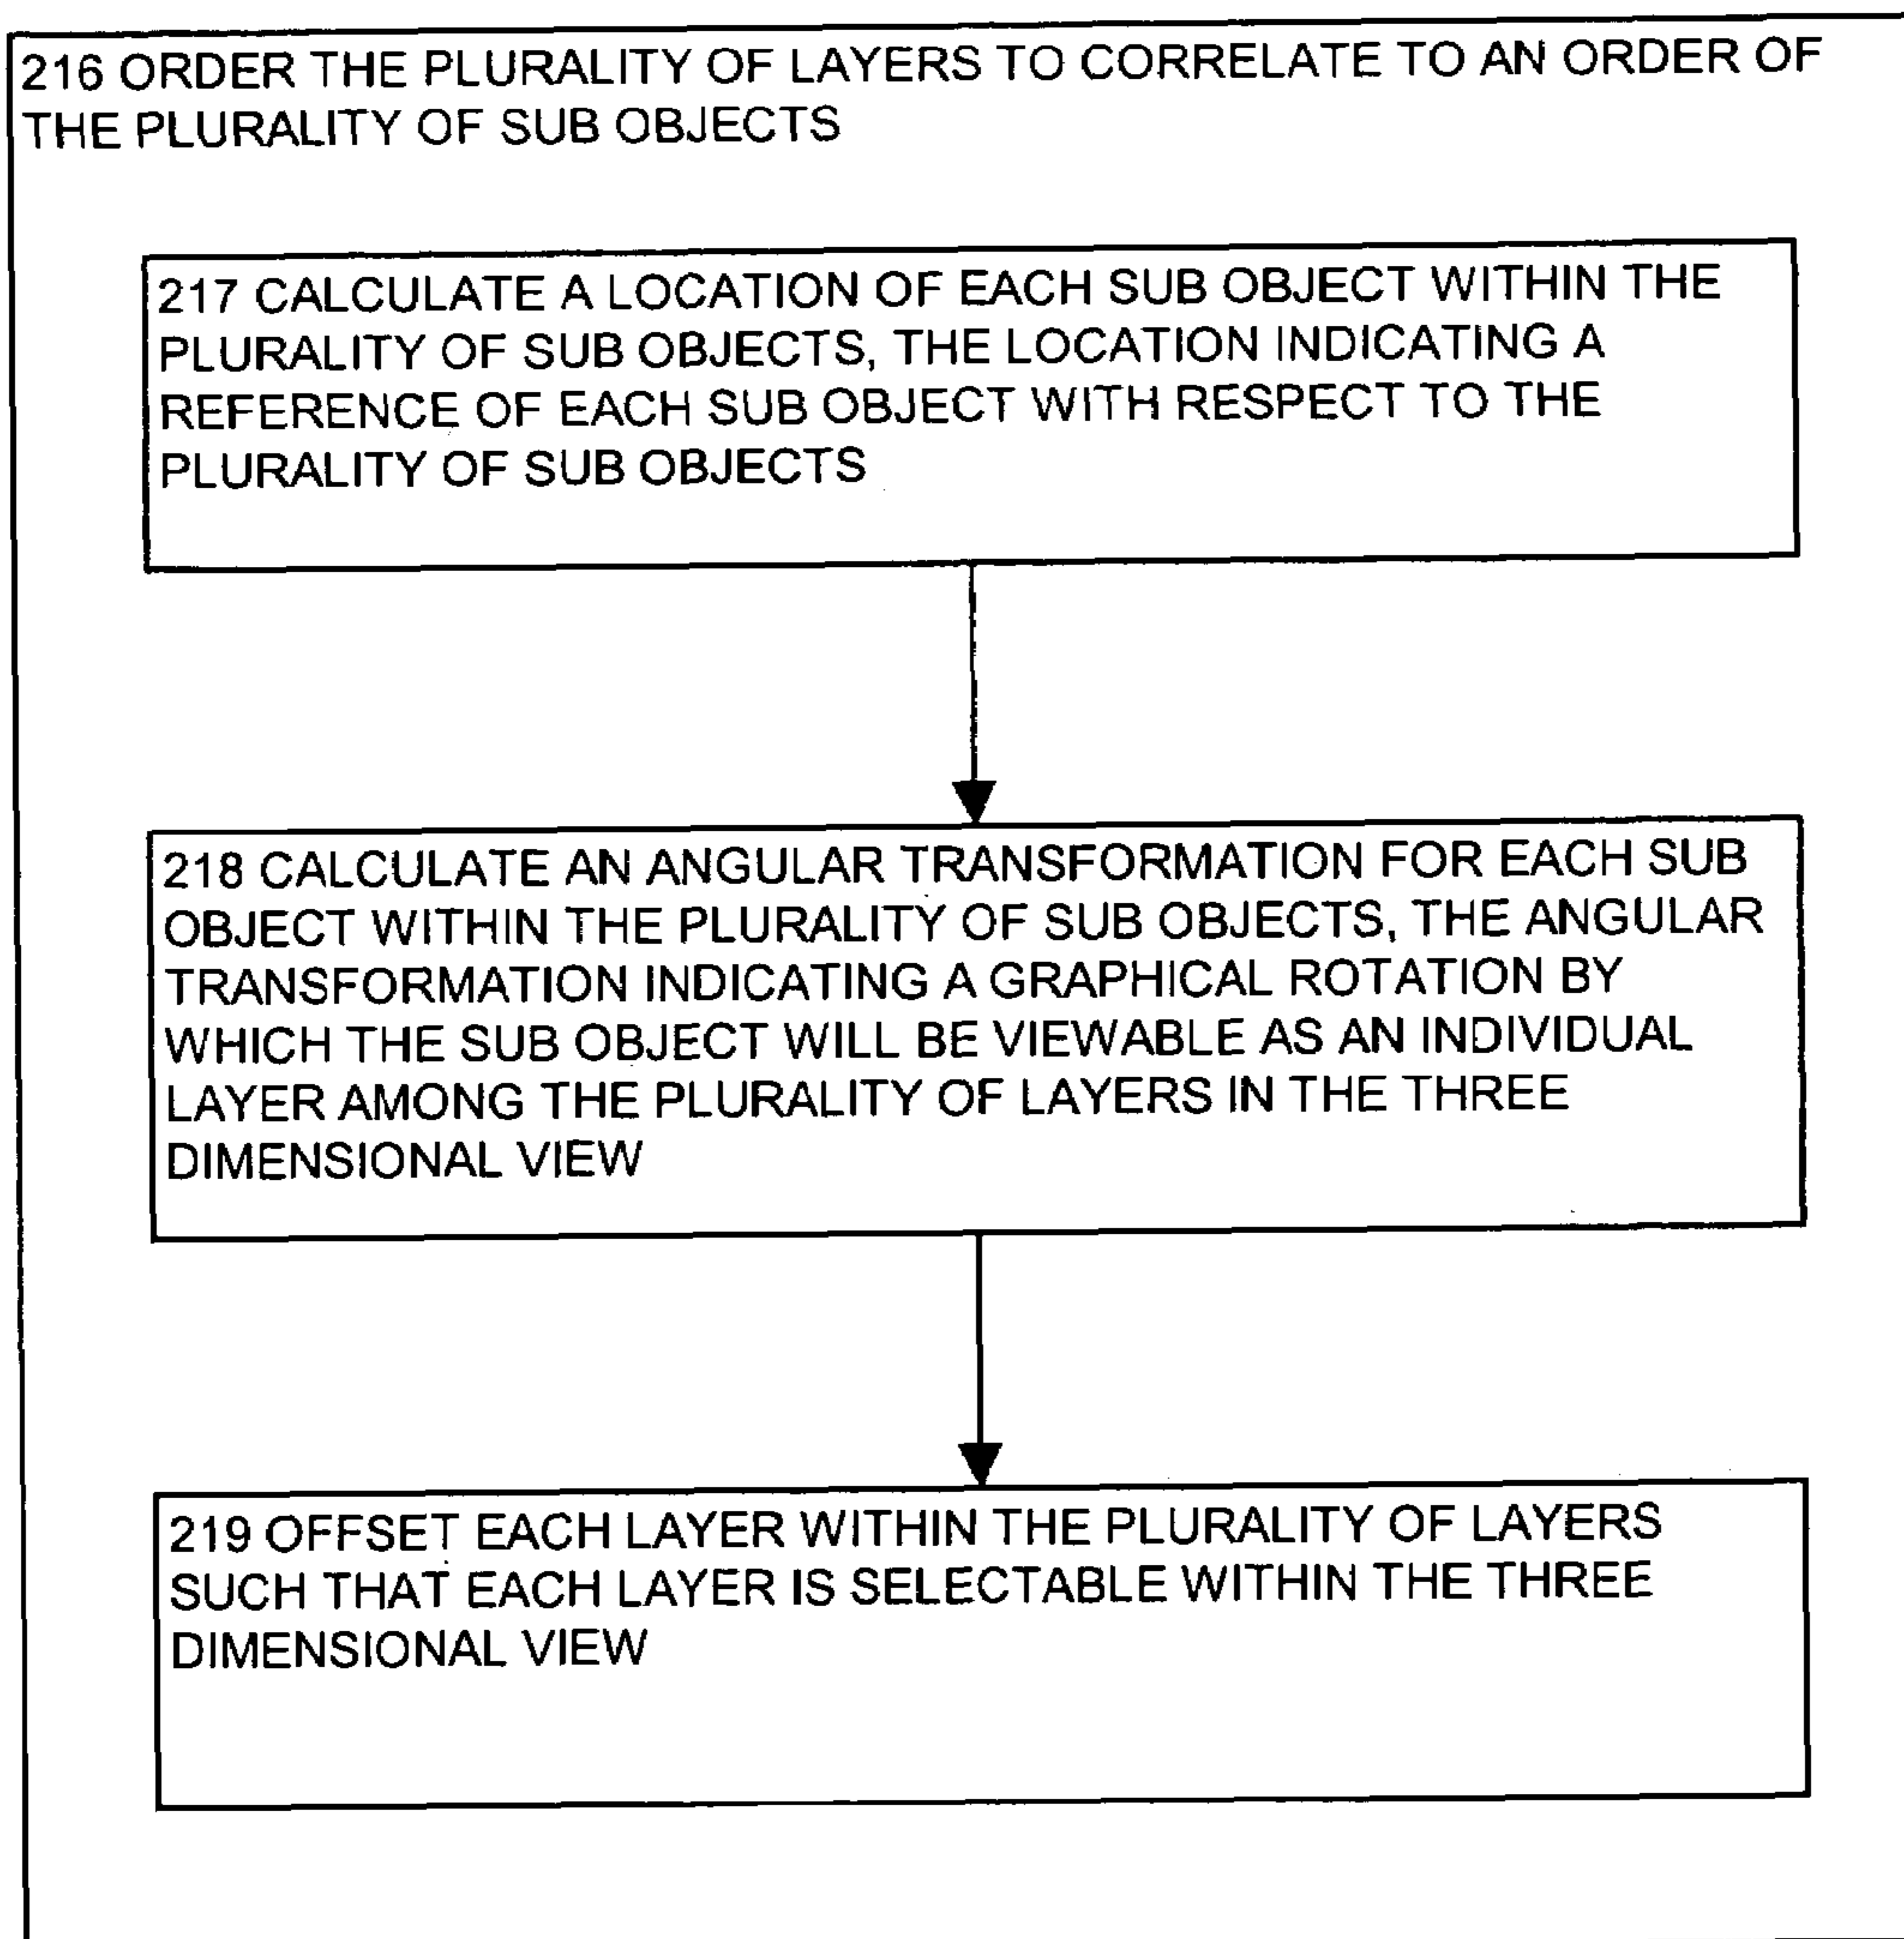 216 ORDER THE PLURALITY OF LAYERS TO CORRELATE TO AN ORDER OF
THE PLURALITY OF SUB OBJECTS
217 CALCULATE A LOCATION OF EACH SUB OBJECT WITHIN THE
PLURALITY OF SUB OBJECTS, THE LOCATION INDICATING A
REFERENCE OF EACH SUB OBJECT WITH RESPECT TO THE
PLURALITY OF SUB OBJECTS
218 CALCULATE AN ANGULAR TRANSFORMATION FOR EACH SUB
OBJECT WITHIN THE PLURALITY OF SUB OBJECTS, THE ANGULAR
TRANSFORMATION INDICATING A GRAPHICAL ROTATION BY
WHICH THE SUB OBJECT WILL BE VIEWABLE AS AN INDIVIDUAL
LAYER AMONG THE PLURALITY OF LAYERS IN THE THREE
DIMENSIONAL VIEW
219 OFFSET EACH LAYER WITHIN THE PLURALITY OF LAYERS
SUCH THAT EACH LAYER IS SELECTABLE WITHIN THE THREE
DIMENSIONAL VIEW